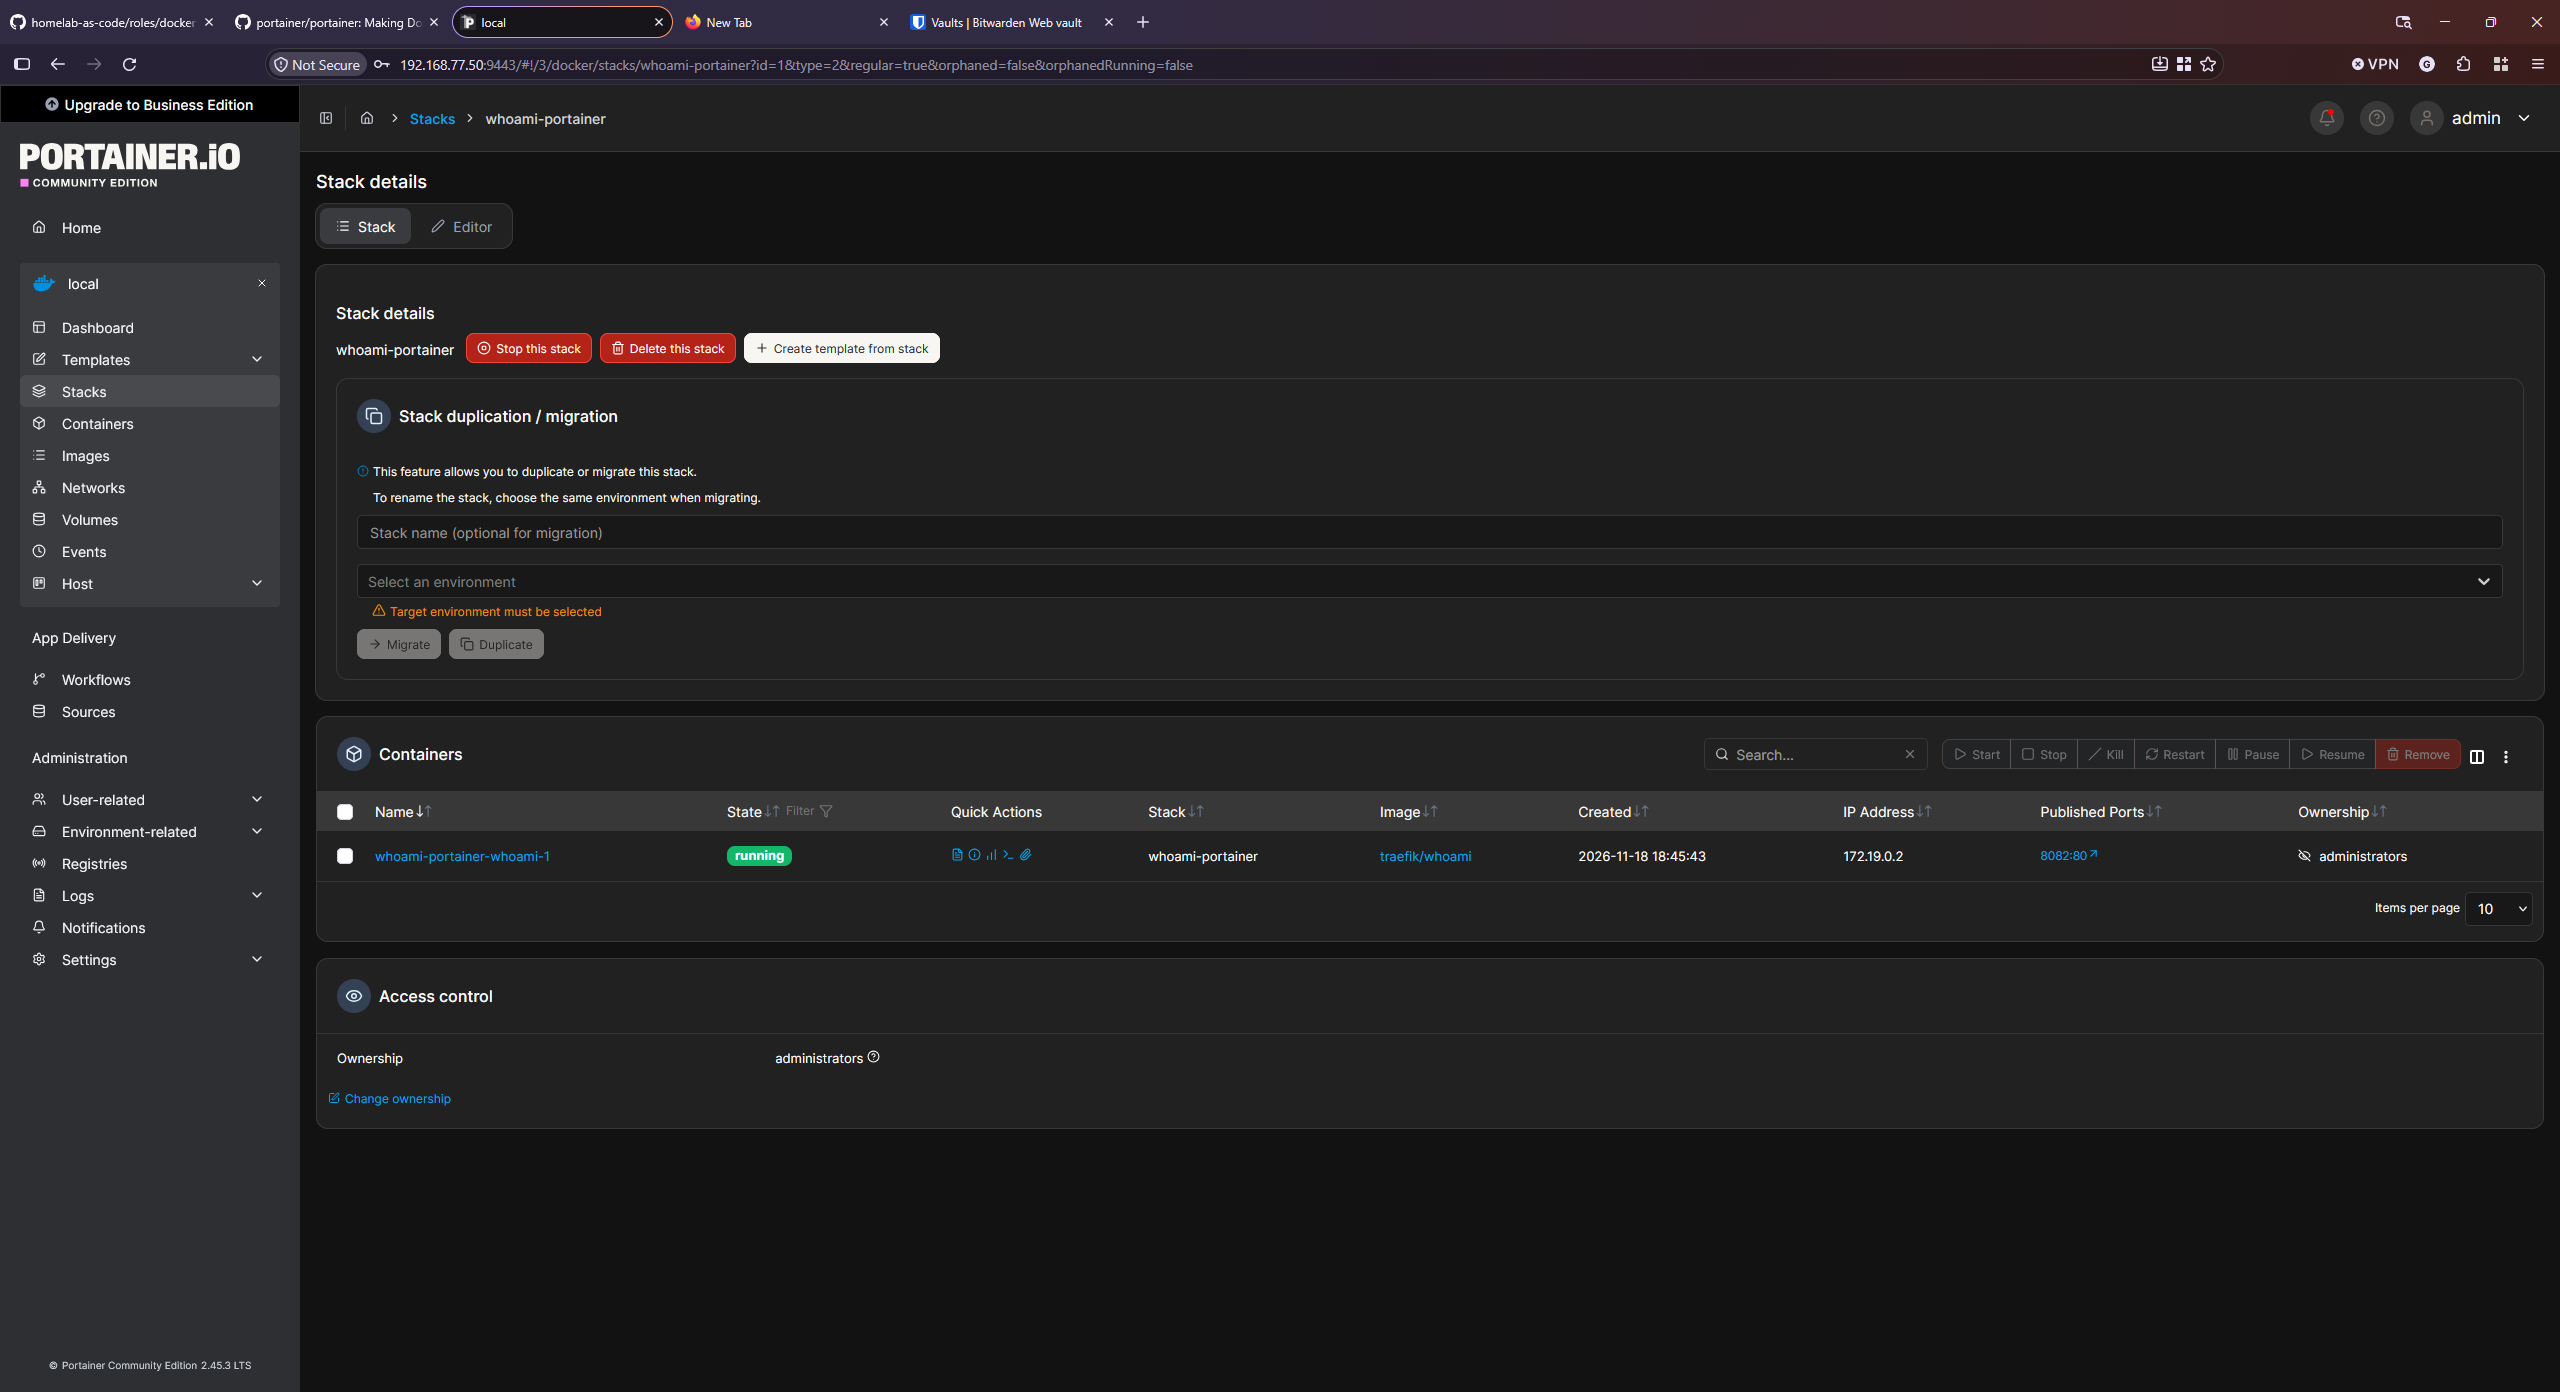 homelab-as-code/roles/docker
portainer/portainer: Making Do
local
New Tab
Vaults | Bitwarden Web vault
Not Secure
192.168.77.50:9443/#!/3/docker/stacks/whoami-portainer?id=1&type=2&regular=true&orphaned=false&orphanedRunning=false
VPN
G
Upgrade to Business Edition
PORTAINER.iO
COMMUNITY EDITION
Home
local
Dashboard
Templates
Stacks
Containers
Images
Networks
Volumes
Events
Host
App Delivery
Workflows
Sources
Administration
User-related
Environment-related
Registries
Logs
Notifications
Settings
© Portainer Community Edition 2.45.3 LTS
Stacks > whoami-portainer
admin
Stack details
Stack
Editor
Stack details
whoami-portainer
Stop this stack
Delete this stack
Create template from stack
Stack duplication / migration
This feature allows you to duplicate or migrate this stack.
To rename the stack, choose the same environment when migrating.
Stack name (optional for migration)
Select an environment
Target environment must be selected
Migrate
Duplicate
Containers
Search...
Start
Stop
Kill
Restart
Pause
Resume
Remove
Name State Filter Quick Actions Stack Image Created IP Address Published Ports Ownership
whoami-portainer-whoami-1 running whoami-portainer traefik/whoami 2026-11-18 18:45:43 172.19.0.2 8082:80 administrators
Items per page 10
Access control
Ownership administrators
Change ownership